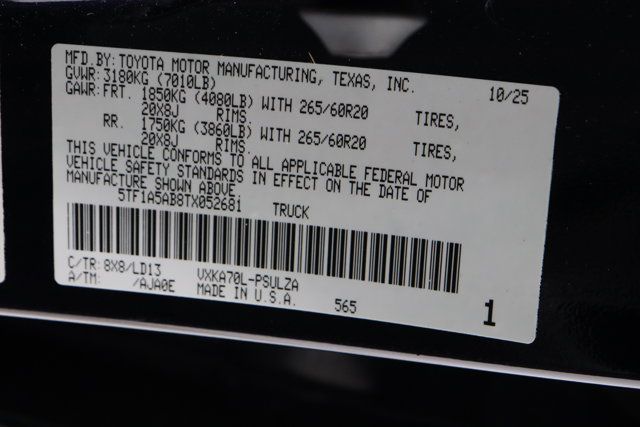 MFD.BY: TOYOTA MOTOR MANUFACTURING, TEXAS, INC. 10/25
GVWR: 3180KG (7010LB)
GAWR: FRT. 1850KG (4080LB) WITH 265/60R20 TIRES,
20X8J RIMS.
RR. 1750KG (3860LB) WITH 265/60R20 TIRES,
20X8J RIMS.
THIS VEHICLE CONFORMS TO ALL APPLICABLE FEDERAL MOTOR
VEHICLE SAFETY STANDARDS IN EFFECT ON THE DATE OF
MANUFACTURE SHOWN ABOVE
5TF1A5AB8TX052681 TRUCK
C/TR: 8X8/LD13 VXKA70L-PSULZA
A/TM: /AJA0E MADE IN U.S.A. 565 1